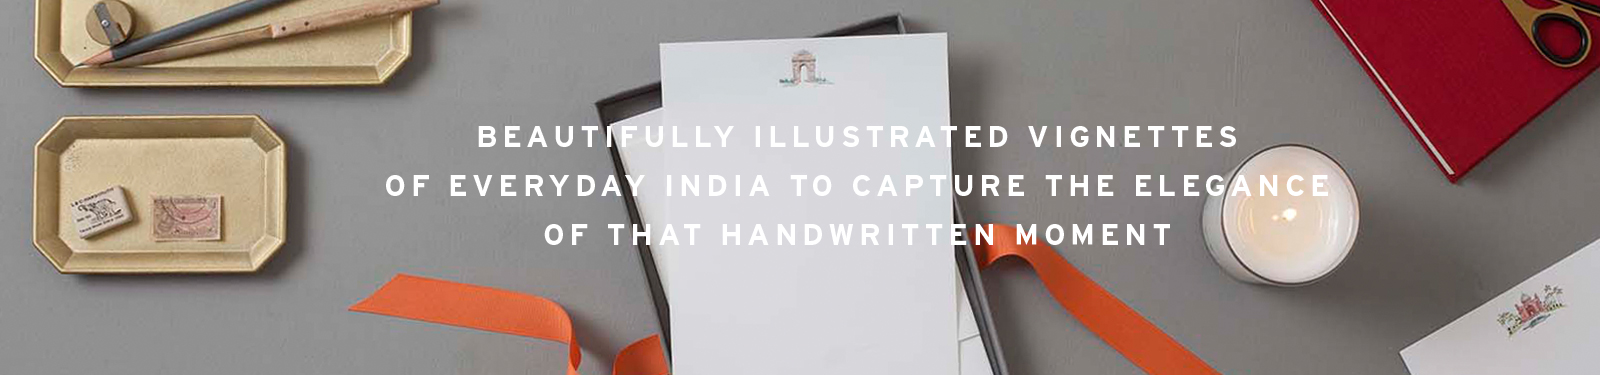 BEAUTIFULLY ILLUSTRATED VIGNETTES
OF EVERYDAY INDIA TO CAPTURE THE ELEGANCE
OF THAT HANDWRITTEN MOMENT